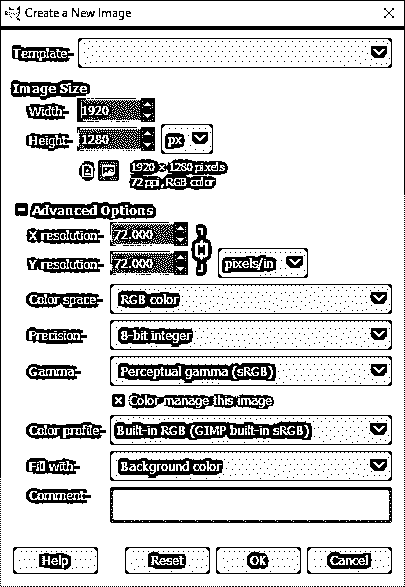 Create a New Image
Template:
Image Size
Width: 1920
Height: 1280 px
1920 × 1280 pixels
72 ppi, RGB color
Advanced Options
X resolution: 72.000
Y resolution: 72.000 pixels/in
Color space: RGB color
Precision: 8-bit integer
Gamma: Perceptual gamma (sRGB)
Color manage this image
Color profile: Built-in RGB (GIMP built-in sRGB)
Fill with: Background color
Comment:
Help Reset OK Cancel